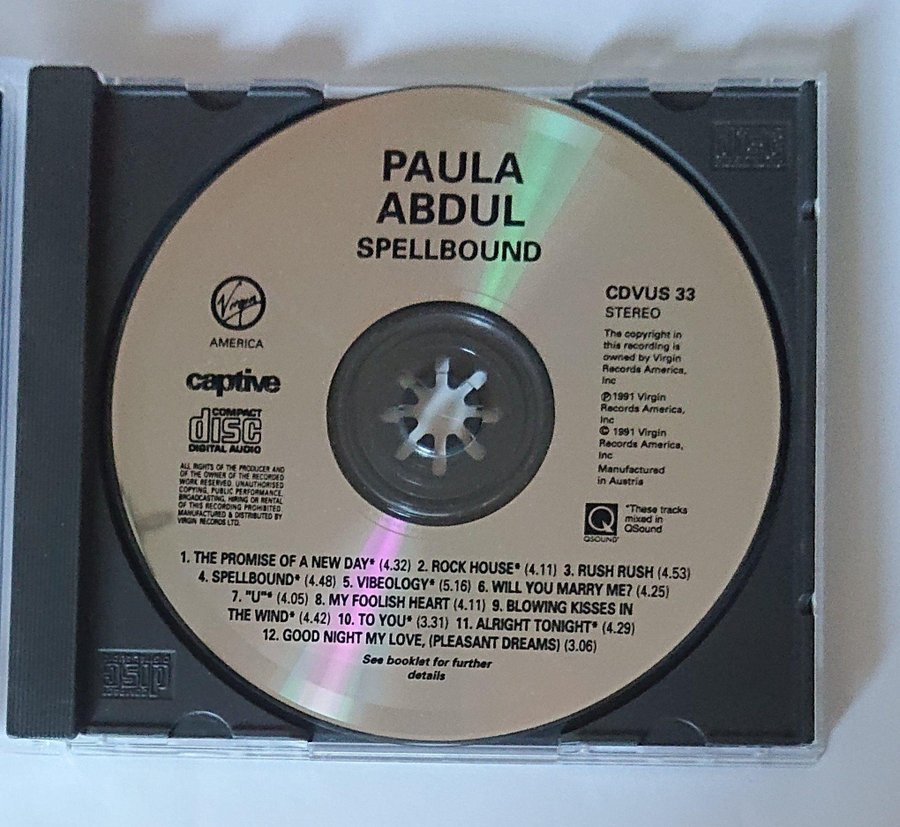 PAULA
ABDUL
SPELLBOUND
Virgin
AMERICA
captive
COMPACT
disc
DIGITAL AUDIO
ALL RIGHTS OF THE PRODUCER AND
OF THE OWNER OF THE RECORDED
WORK RESERVED. UNAUTHORISED
COPYING, PUBLIC PERFORMANCE,
BROADCASTING, HIRING OR RENTAL
OF THIS RECORDING PROHIBITED.
MANUFACTURED & DISTRIBUTED BY
VIRGIN RECORDS LTD.
CDVUS 33
STEREO
The copyright in
this recording is
owned by Virgin
Records America,
Inc
℗1991 Virgin
Records America,
Inc
© 1991 Virgin
Records America,
Inc
Manufactured
in Austria
Q
QSOUND
*These tracks
mixed in
QSound
1. THE PROMISE OF A NEW DAY* (4.32) 2. ROCK HOUSE* (4.11) 3. RUSH RUSH (4.53)
4. SPELLBOUND* (4.48) 5. VIBEOLOGY* (5.16) 6. WILL YOU MARRY ME? (4.25)
7. "U"* (4.05) 8. MY FOOLISH HEART (4.11) 9. BLOWING KISSES IN
THE WIND* (4.42) 10. TO YOU* (3.31) 11. ALRIGHT TONIGHT* (4.29)
12. GOOD NIGHT MY LOVE, (PLEASANT DREAMS) (3.06)
See booklet for further
details
disc